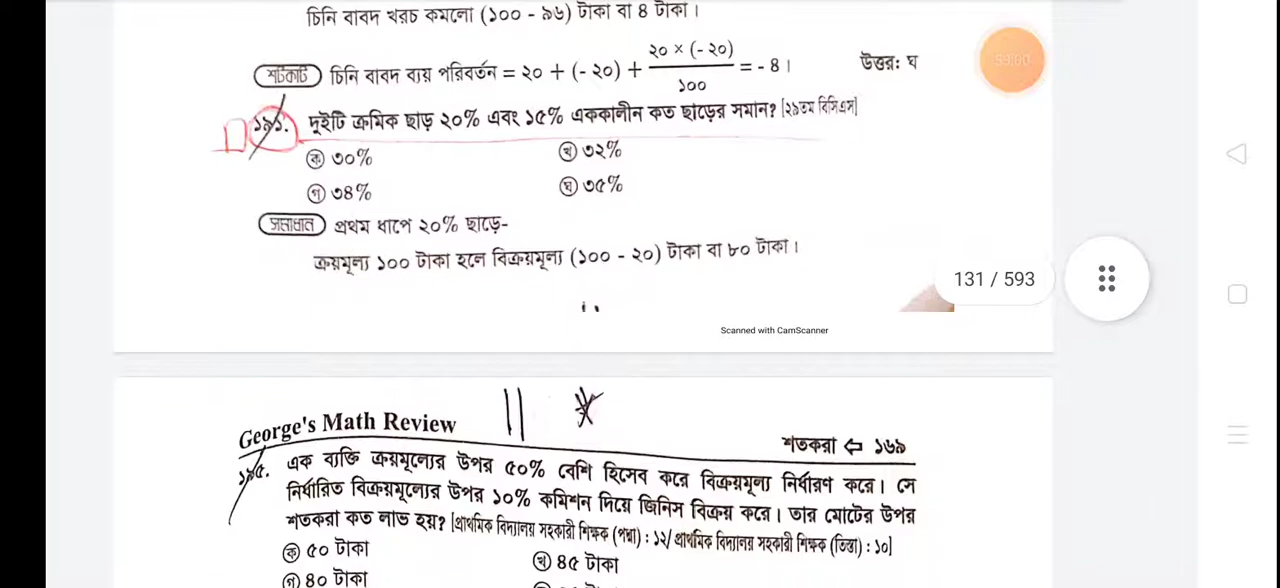 চিনি বাবদ খরচ কমলো (১০০ - ৯৬) টাকা বা 8 টাকা।
শর্টকাট চিনি বাবদ ব্যয় পরিবর্তন = ২০ + (- ২০) + ২০ × (- ২০) / ১০০ = - 8। উত্তর: ঘ
59:00
১৯১. দুইটি ক্রমিক ছাড় ২০% এবং ১৫% এককালীন কত ছাড়ের সমান? [২৯তম বিসিএস]
ক ৩০% খ ৩২%
গ ৩৪% ঘ ৩৫%
সমাধান প্রথম ধাপে ২০% ছাড়ে-
ক্রয়মূল্য ১০০ টাকা হলে বিক্রয়মূল্য (১০০ - ২০) টাকা বা ৮০ টাকা।
131 / 593
Scanned with CamScanner
George's Math Review শতকরা ⇦ ১৬৯
১৯৫. এক ব্যক্তি ক্রয়মূল্যের উপর ৫০% বেশি হিসেব করে বিক্রয়মূল্য নির্ধারণ করে। সে
নির্ধারিত বিক্রয়মূল্যের উপর ১০% কমিশন দিয়ে জিনিস বিক্রয় করে। তার মোটের উপর
শতকরা কত লাভ হয়? [প্রাথমিক বিদ্যালয় সহকারী শিক্ষক (পদ্মা) : ১২/ প্রাথমিক বিদ্যালয় সহকারী শিক্ষক (তিস্তা) : ১০]
ক ৫০ টাকা খ ৪৫ টাকা
গ ৪০ টাকা